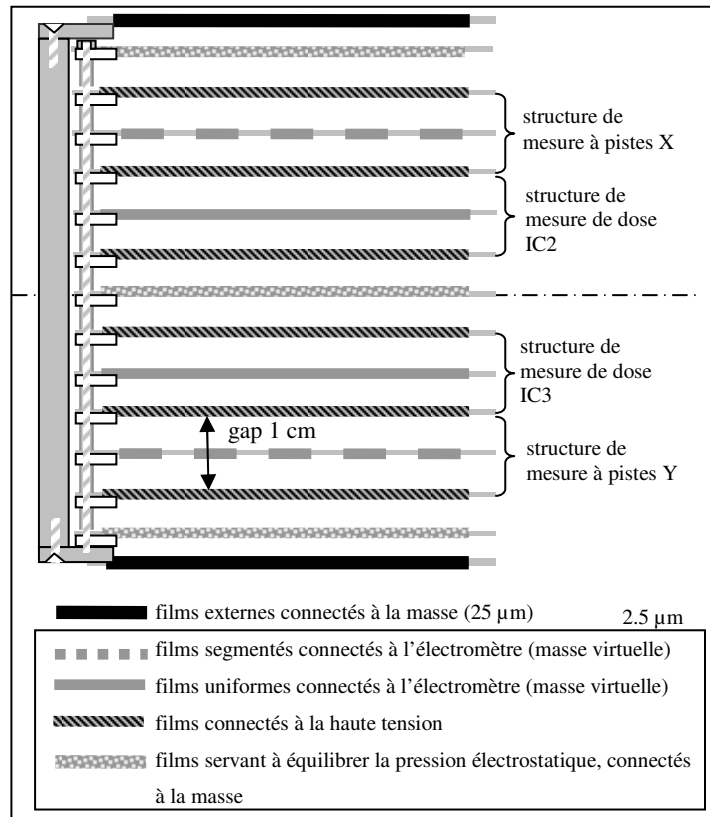 structure de
mesure à pistes X
structure de
mesure de dose
IC2
structure de
mesure de dose
IC3
gap 1 cm
structure de
mesure à pistes Y
films externes connectés à la masse (25 µm)
2.5 µm
films segmentés connectés à l’électromètre (masse virtuelle)
films uniformes connectés à l’électromètre (masse virtuelle)
films connectés à la haute tension
films servant à équilibrer la pression électrostatique, connectés
à la masse